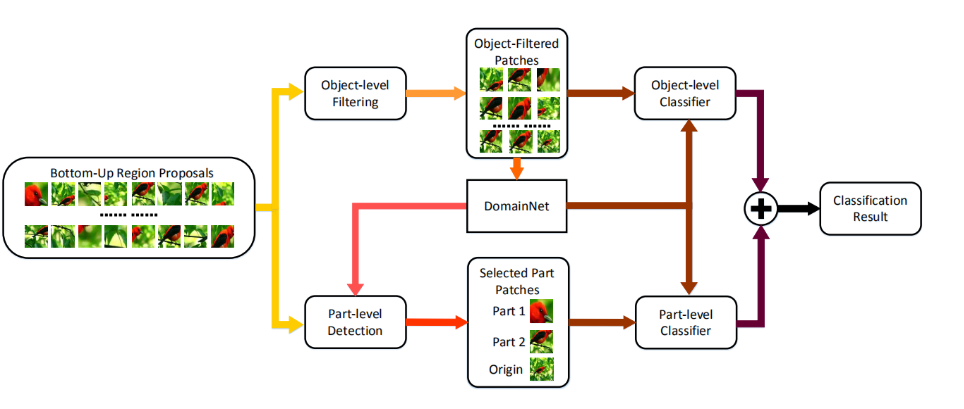 Object-Filtered
Patches
Object-level
Filtering
Object-level
Classifier
Bottom-Up Region Proposals
DomainNet
Classification
Result
Selected Part
Patches
Part-level
Detection
Part 1
Part 2
Origin
Part-level
Classifier